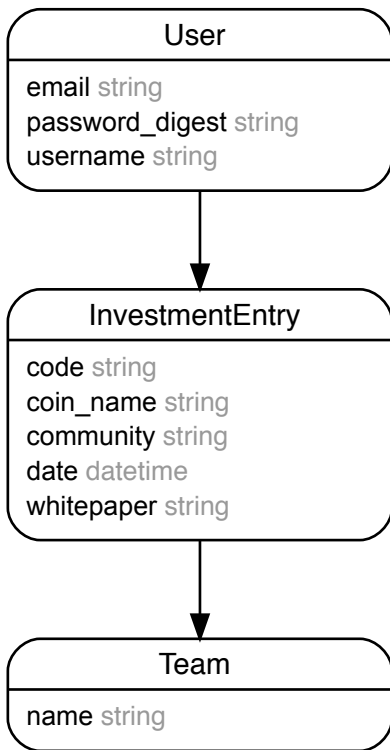 User
email string
password_digest string
username string
InvestmentEntry
code string
coin_name string
community string
date datetime
whitepaper string
Team
name string